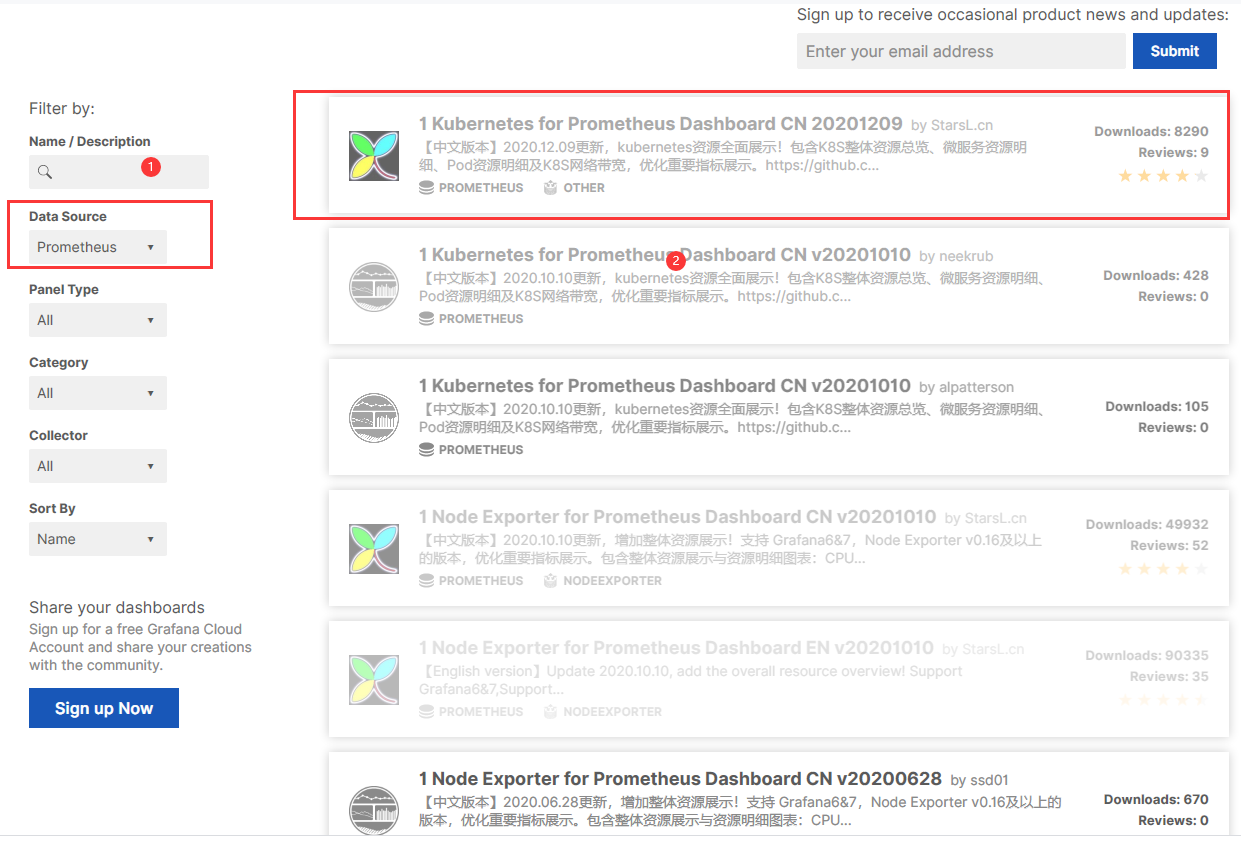 Sign up to receive occasional product news and updates:
Enter your email address
Submit
Filter by:
Name / Description
1
Data Source
Prometheus
Panel Type
All
Category
All
Collector
All
Sort By
Name
Share your dashboards
Sign up for a free Grafana Cloud
Account and share your creations
with the community.
Sign up Now
1 Kubernetes for Prometheus Dashboard CN 20201209 by StarsL.cn
【中文版本】2020.12.09更新，kubernetes资源全面展示！包含K8S整体资源总览、微服务资源明
细、Pod资源明细及K8S网络带宽，优化重要指标展示。https://github.c...
PROMETHEUS OTHER
Downloads: 8290
Reviews: 9
1 Kubernetes for Prometheus Dashboard CN v20201010 by neekrub
2
【中文版本】2020.10.10更新，kubernetes资源全面展示！包含K8S整体资源总览、微服务资源明细、
Pod资源明细及K8S网络带宽，优化重要指标展示。https://github.c...
PROMETHEUS
Downloads: 428
Reviews: 0
1 Kubernetes for Prometheus Dashboard CN v20201010 by alpatterson
【中文版本】2020.10.10更新，kubernetes资源全面展示！包含K8S整体资源总览、微服务资源明细、
Pod资源明细及K8S网络带宽，优化重要指标展示。https://github.c...
PROMETHEUS
Downloads: 105
Reviews: 0
1 Node Exporter for Prometheus Dashboard CN v20201010 by StarsL.cn
【中文版本】2020.10.10更新，增加整体资源展示！支持 Grafana6&7，Node Exporter v0.16及以上
的版本，优化重要指标展示。包含整体资源展示与资源明细图表：CPU...
PROMETHEUS NODEEXPORTER
Downloads: 49932
Reviews: 52
1 Node Exporter for Prometheus Dashboard EN v20201010 by StarsL.cn
【English version】Update 2020.10.10, add the overall resource overview! Support
Grafana6&7,Support...
PROMETHEUS NODEEXPORTER
Downloads: 90335
Reviews: 35
1 Node Exporter for Prometheus Dashboard CN v20200628 by ssd01
【中文版本】2020.06.28更新，增加整体资源展示！支持 Grafana6&7，Node Exporter v0.16及以上的
版本，优化重要指标展示。包含整体资源展示与资源明细图表：CPU...
Downloads: 670
Reviews: 0